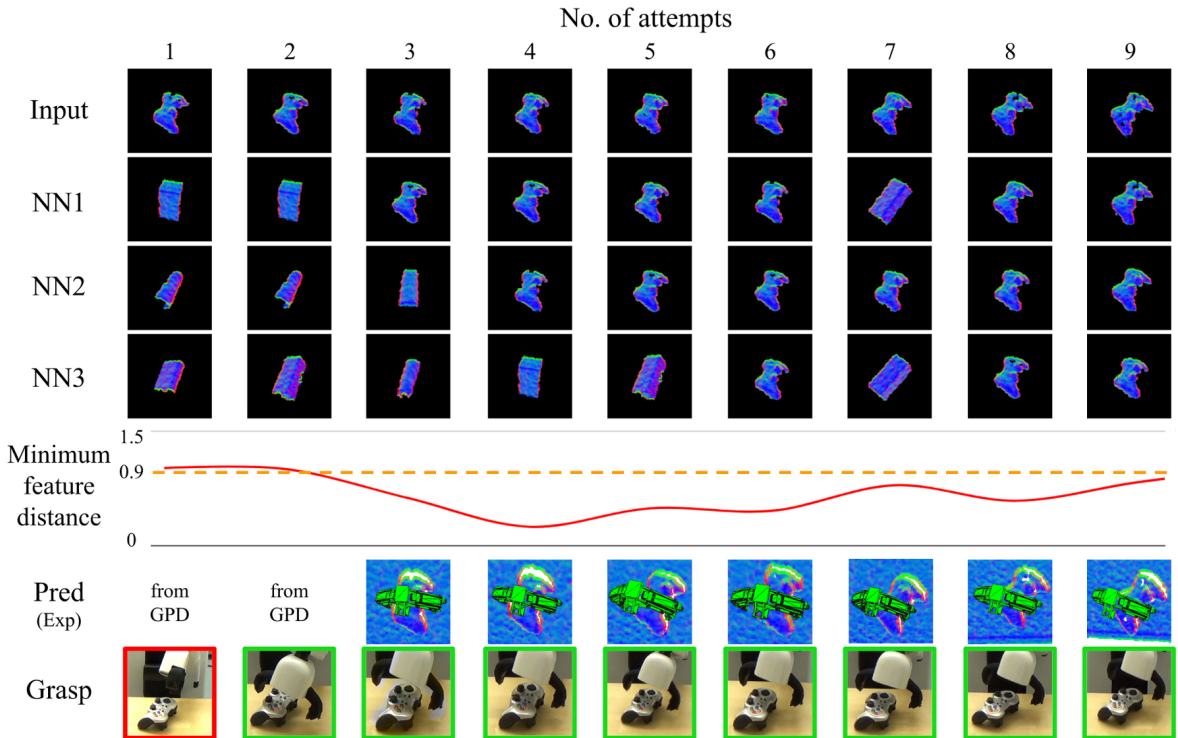 No. of attempts
1 2 3 4 5 6 7 8 9
Input
NN1
NN2
NN3
Minimum
feature
distance
1.5
0.9
0
Pred
(Exp)
from
GPD
from
GPD
Grasp